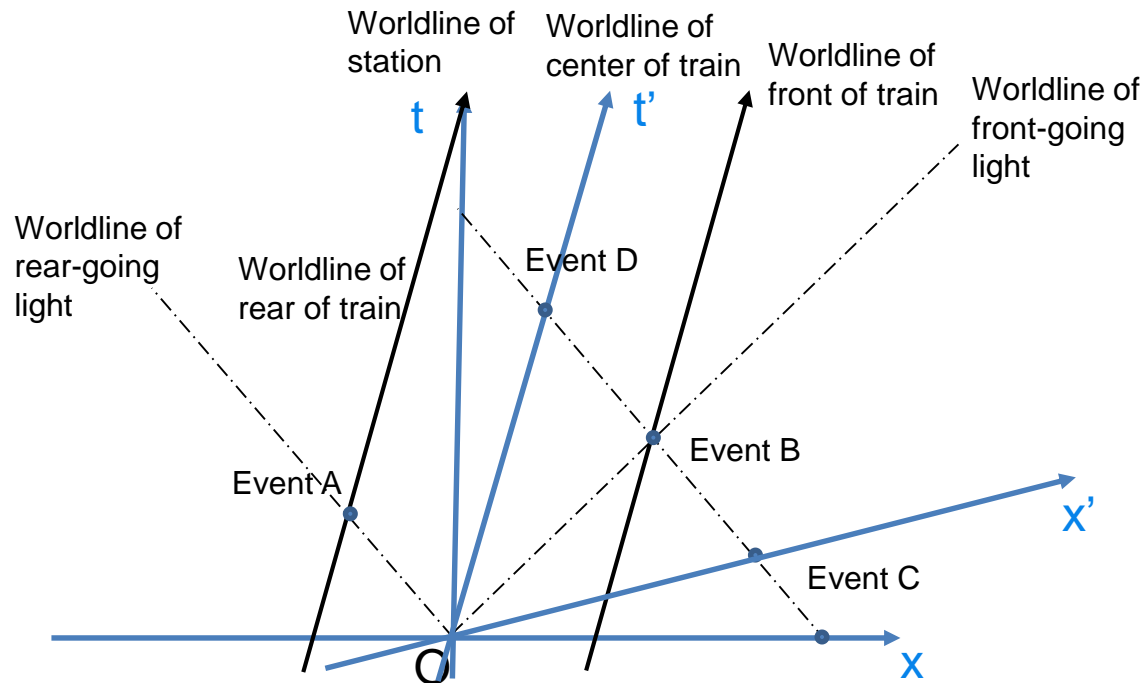 Worldline of
station
Worldline of
center of train
Worldline of
front of train
Worldline of
front-going
light
t
t’
Worldline of
rear-going
light
Worldline of
rear of train
Event D
Event A
Event B
x’
Event C
O
x